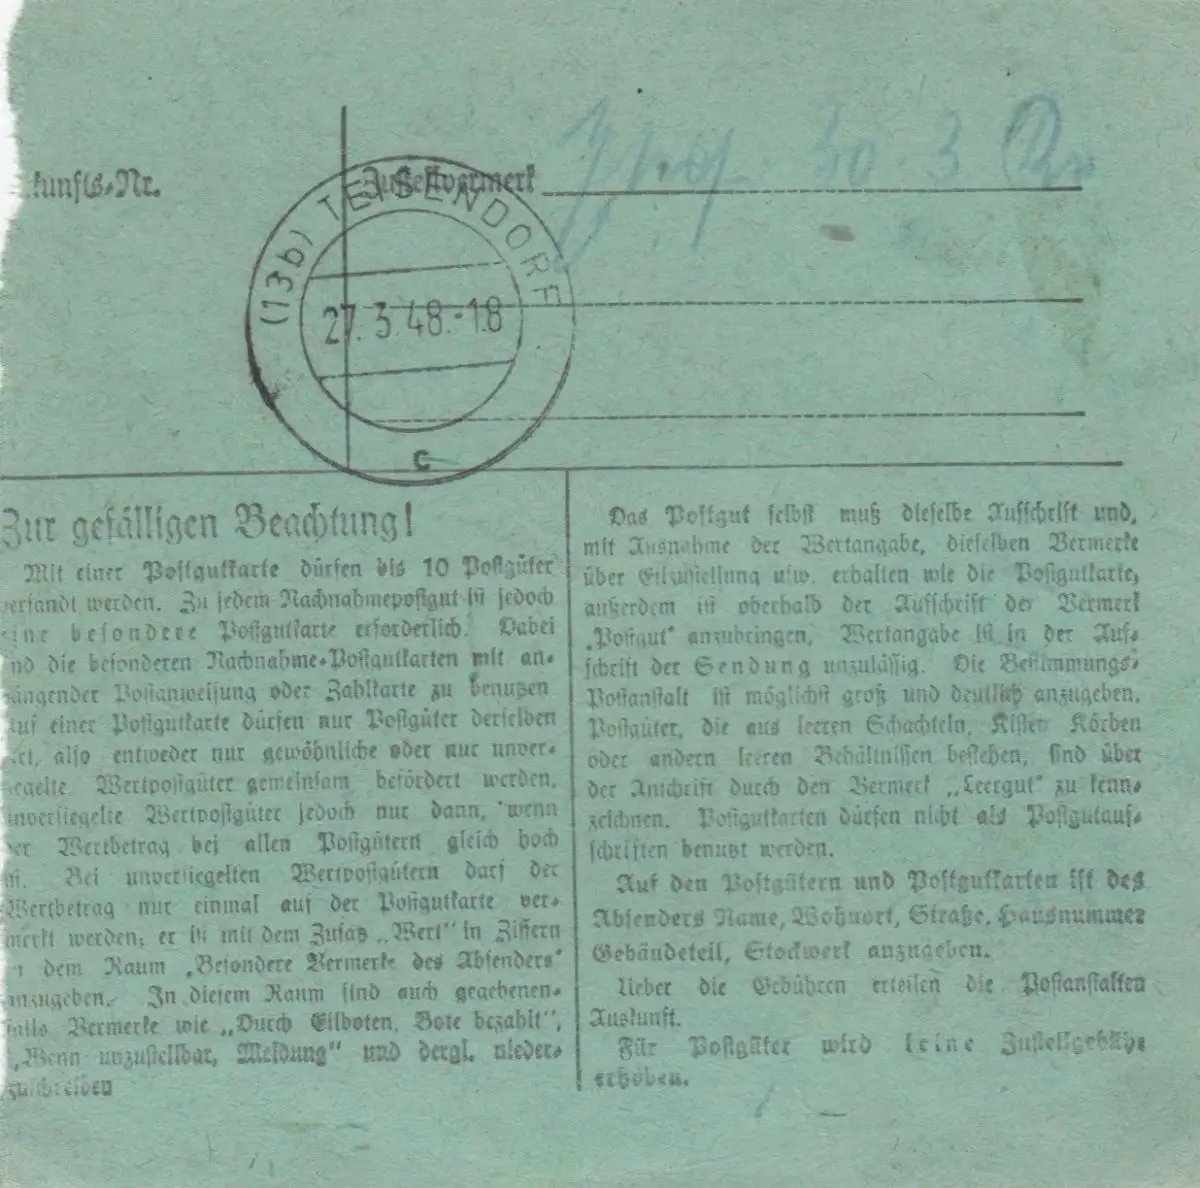 kunfts-Nr.
Zustellvermerk
(13b) TEISENDORF
27.3.48.-18
c
Zur gefälligen Beachtung!
Mit einer Postgutkarte dürfen bis 10 Postgüter
versandt werden. Zu jedem Nachnahmepostgut ist jedoch
eine besondere Postgutkarte erforderlich. Dabei
nd die besonderen Nachnahme-Postgutkarten mit an-
hängender Postanweisung oder Zahlkarte zu benutzen
Auf einer Postgutkarte dürfen nur Postgüter derselben
rt, also entweder nur gewöhnliche oder nur unver-
siegelte Wertpostgüter gemeinsam befördert werden,
unversiegelte Wertpostgüter jedoch nur dann, wenn
der Wertbetrag bei allen Postgütern gleich hoch
ist. Bei unversiegelten Wertpostgütern darf der
Wertbetrag nur einmal auf der Postgutkarte ver-
merkt werden; er ist mit dem Zusatz „Wert" in Ziffern
n dem Raum „Besondere Vermerke des Absenders"
anzugeben. In diesem Raum sind auch gegebenen-
falls Vermerke wie „Durch Eilboten, Bote bezahlt",
„Wenn unzustellbar, Meldung" und dergl. nieder-
zuschreiben
Das Postgut selbst muß dieselbe Aufschrift und,
mit Ausnahme der Wertangabe, dieselben Vermerke
über Eilzustellung usw. erhalten wie die Postgutkarte,
außerdem ist oberhalb der Aufschrift der Vermerk
„Postgut" anzubringen, Wertangabe ist in der Auf-
schrift der Sendung unzulässig. Die Bestimmungs-
Postanstalt ist möglichst groß und deutlich anzugeben.
Postgüter, die aus leeren Schachteln, Kisten Körben
oder andern leeren Behältnissen bestehen, sind über
der Anschrift durch den Vermerk „Leergut" zu kenn-
zeichnen. Postgutkarten dürfen nicht als Postgutauf-
schriften benutzt werden.
Auf den Postgütern und Postgutkarten ist des
Absenders Name, Wohnort, Straße, Hausnummer
Gebäudeteil, Stockwerk anzugeben.
Ueber die Gebühren erteilen die Postanstalten
Auskunft.
Für Postgüter wird keine Zustellgebühr
erhoben.